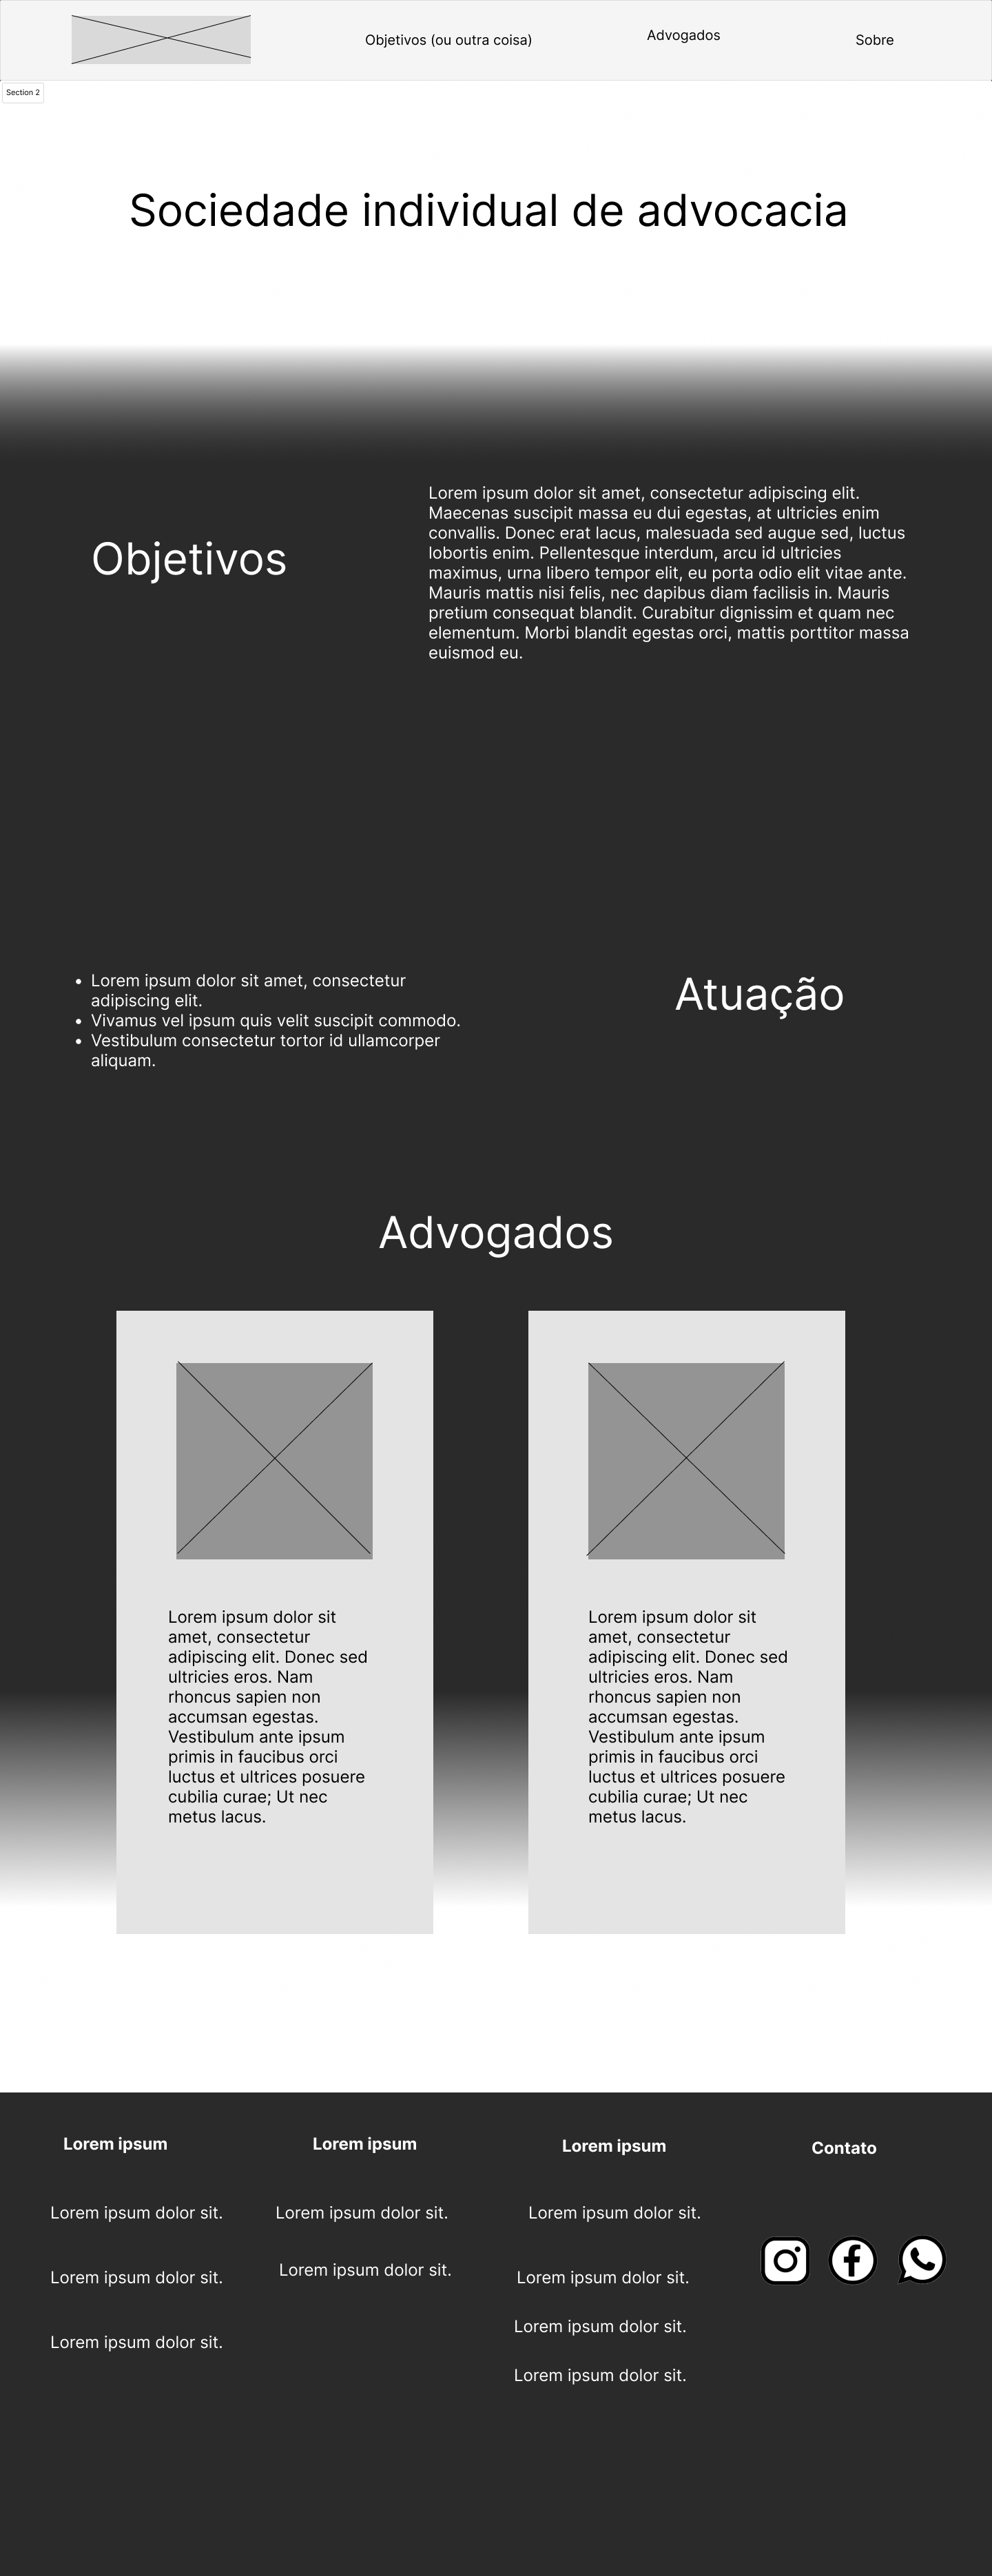 Objetivos (ou outra coisa)
Advogados
Sobre
Section 2
Sociedade individual de advocacia
Objetivos
Lorem ipsum dolor sit amet, consectetur adipiscing elit.
Maecenas suscipit massa eu dui egestas, at ultricies enim
convallis. Donec erat lacus, malesuada sed augue sed, luctus
lobortis enim. Pellentesque interdum, arcu id ultricies
maximus, urna libero tempor elit, eu porta odio elit vitae ante.
Mauris mattis nisi felis, nec dapibus diam facilisis in. Mauris
pretium consequat blandit. Curabitur dignissim et quam nec
elementum. Morbi blandit egestas orci, mattis porttitor massa
euismod eu.
• Lorem ipsum dolor sit amet, consectetur
adipiscing elit.
• Vivamus vel ipsum quis velit suscipit commodo.
• Vestibulum consectetur tortor id ullamcorper
aliquam.
Atuação
Advogados
Lorem ipsum dolor sit
amet, consectetur
adipiscing elit. Donec sed
ultricies eros. Nam
rhoncus sapien non
accumsan egestas.
Vestibulum ante ipsum
primis in faucibus orci
luctus et ultrices posuere
cubilia curae; Ut nec
metus lacus.
Lorem ipsum dolor sit
amet, consectetur
adipiscing elit. Donec sed
ultricies eros. Nam
rhoncus sapien non
accumsan egestas.
Vestibulum ante ipsum
primis in faucibus orci
luctus et ultrices posuere
cubilia curae; Ut nec
metus lacus.
Lorem ipsum
Lorem ipsum dolor sit.
Lorem ipsum dolor sit.
Lorem ipsum dolor sit.
Lorem ipsum
Lorem ipsum dolor sit.
Lorem ipsum dolor sit.
Lorem ipsum
Lorem ipsum dolor sit.
Lorem ipsum dolor sit.
Lorem ipsum dolor sit.
Lorem ipsum dolor sit.
Contato